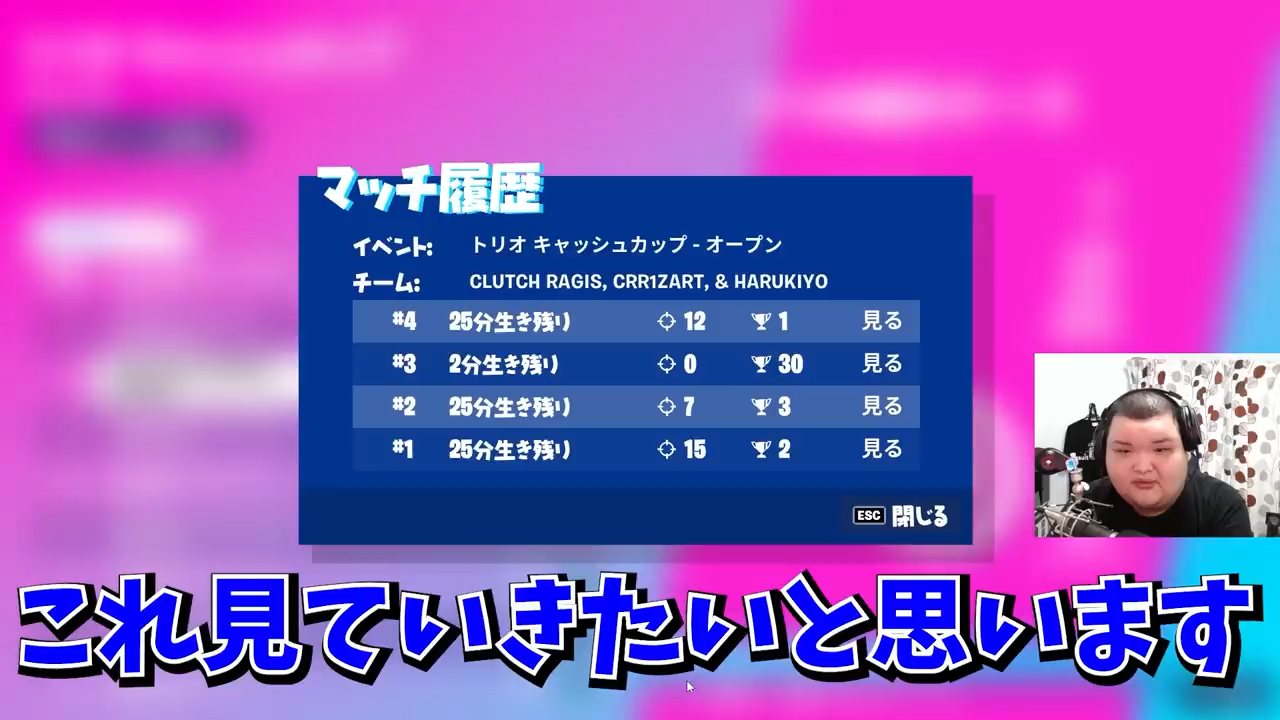 マッチ履歴
イベント: トリオ キャッシュカップ - オープン
チーム: CLUTCH RAGIS, CRR1ZART, & HARUKIYO
#4 25分生き残り 12 1 見る
#3 2分生き残り 0 30 見る
#2 25分生き残り 7 3 見る
#1 25分生き残り 15 2 見る
ESC 閉じる
これ見ていきたいと思います